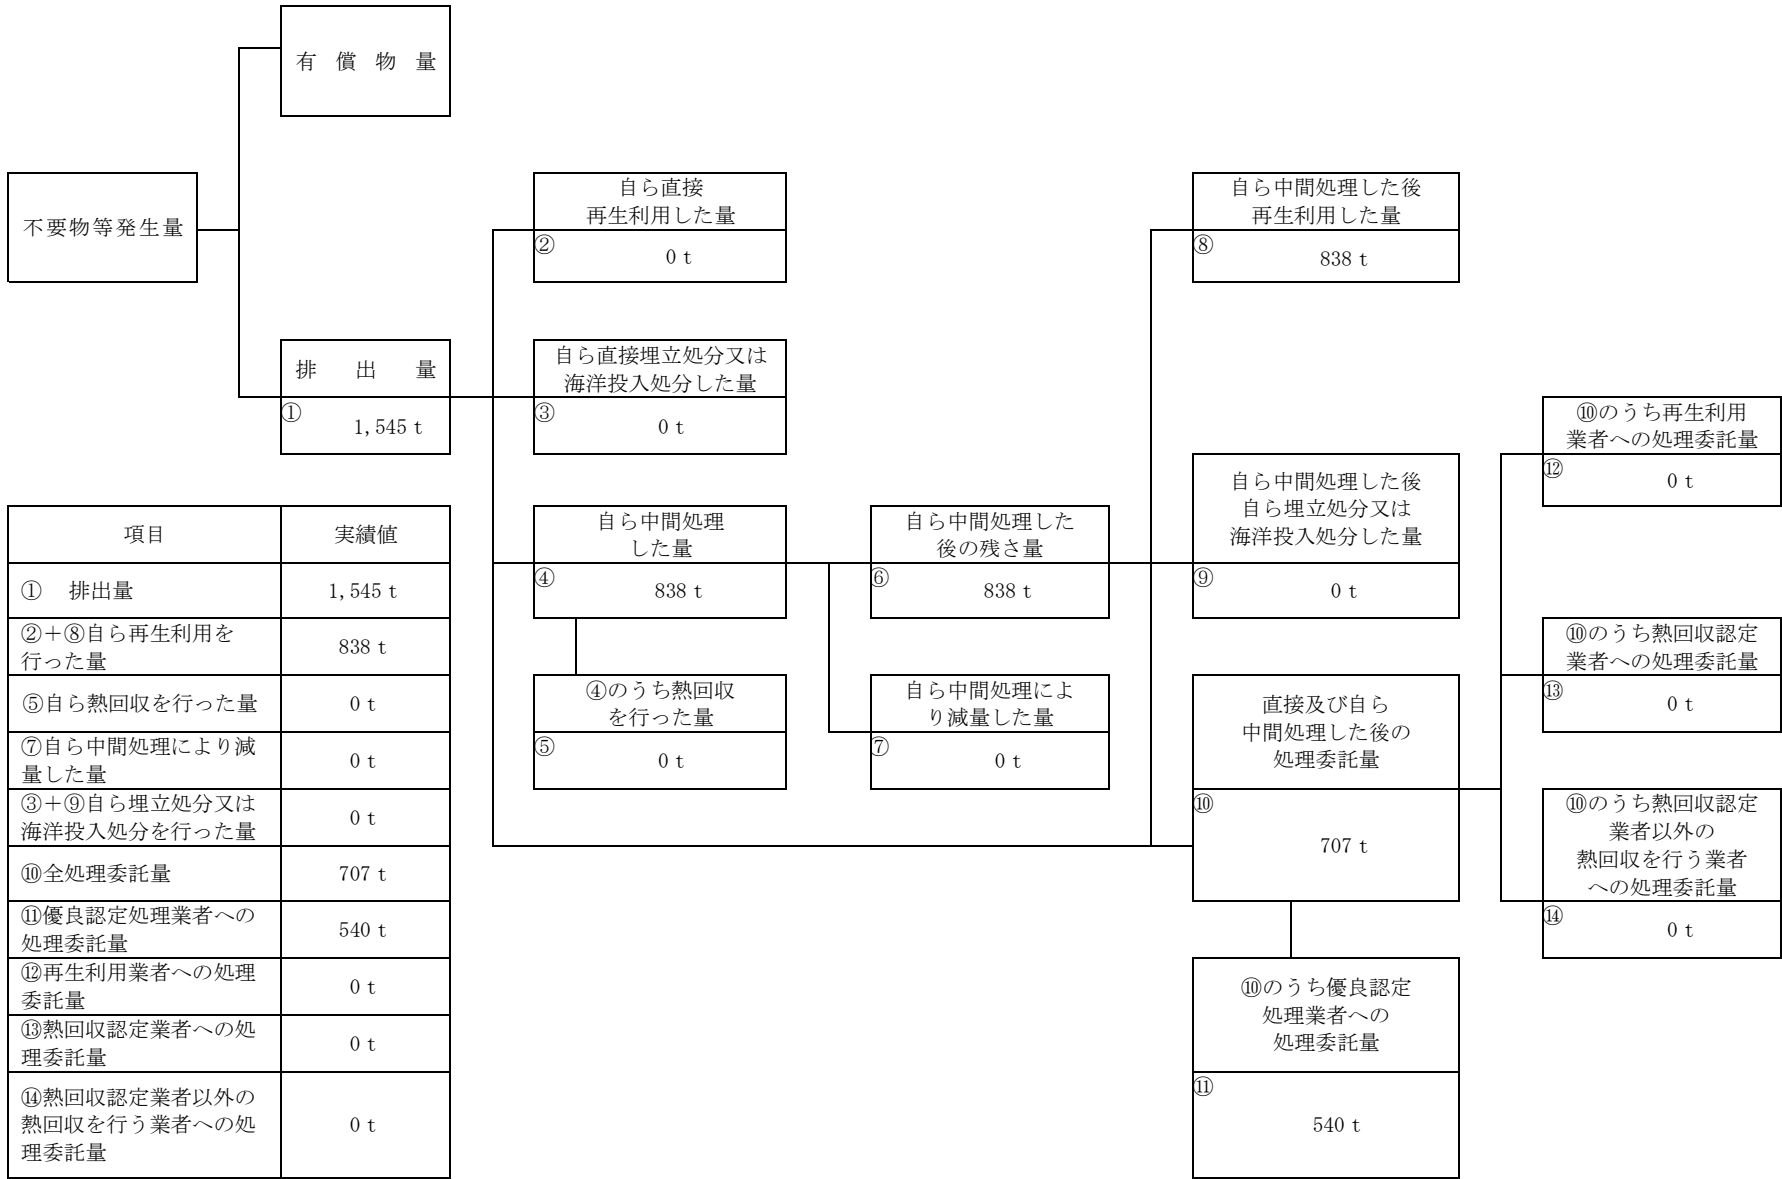 有 償 物 量
不要物等発生量
自ら直接
再生利用した量
②
0 t
自ら中間処理した後
再生利用した量
⑧
838 t
排 出 量
①
1,545 t
自ら直接埋立処分又は
海洋投入処分した量
③
0 t
⑩のうち再生利用
業者への処理委託量
⑫
0 t
自ら中間処理した後
自ら埋立処分又は
海洋投入処分した量
⑨
0 t
自ら中間処理
した量
④
838 t
自ら中間処理した
後の残さ量
⑥
838 t
⑩のうち熱回収認定
業者への処理委託量
⑬
0 t
④のうち熱回収
を行った量
⑤
0 t
自ら中間処理によ
り減量した量
⑦
0 t
直接及び自ら
中間処理した後の
処理委託量
⑩
707 t
⑩のうち熱回収認定
業者以外の
熱回収を行う業者
への処理委託量
⑭
0 t
⑩のうち優良認定
処理業者への
処理委託量
⑪
540 t
項目 実績値
① 排出量 1,545 t
②＋⑧自ら再生利用を
行った量
838 t
⑤自ら熱回収を行った量 0 t
⑦自ら中間処理により減
量した量
0 t
③＋⑨自ら埋立処分又は
海洋投入処分を行った量
0 t
⑩全処理委託量 707 t
⑪優良認定処理業者への
処理委託量
540 t
⑫再生利用業者への処理
委託量
0 t
⑬熱回収認定業者への処
理委託量
0 t
⑭熱回収認定業者以外の
熱回収を行う業者への処
理委託量
0 t